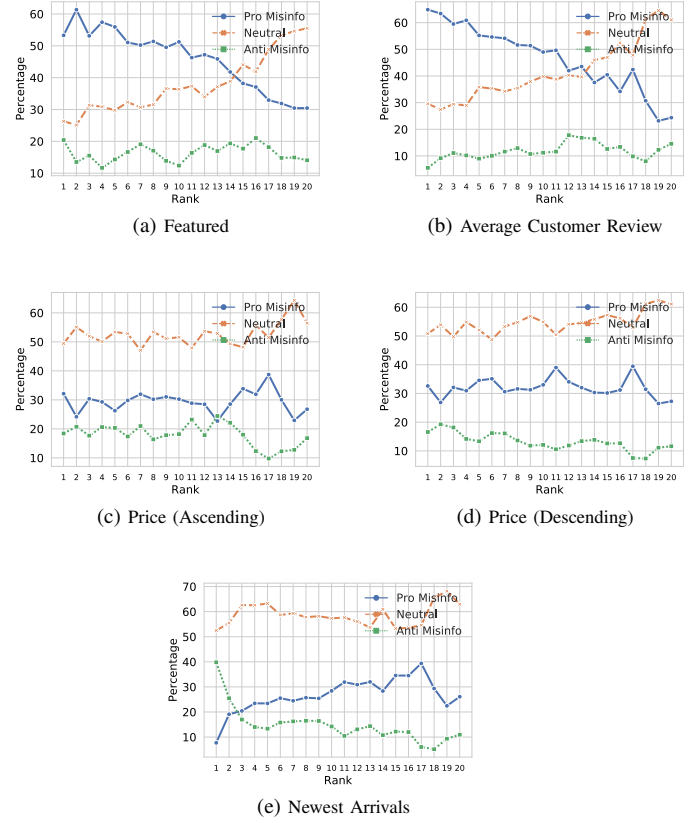 60
50
40
30
20
10
Percentage
Pro Misinfo
Neutral
Anti Misinfo
1 2 3 4 5 6 7 8 9 10 11 12 13 14 15 16 17 18 19 20
Rank
(a) Featured
60
50
40
30
20
10
Percentage
Pro Misinfo
Neutral
Anti Misinfo
1 2 3 4 5 6 7 8 9 10 11 12 13 14 15 16 17 18 19 20
Rank
(b) Average Customer Review
60
50
40
30
20
10
Percentage
Pro Misinfo
Neutral
Anti Misinfo
1 2 3 4 5 6 7 8 9 10 11 12 13 14 15 16 17 18 19 20
Rank
(c) Price (Ascending)
60
50
40
30
20
10
Percentage
Pro Misinfo
Neutral
Anti Misinfo
1 2 3 4 5 6 7 8 9 10 11 12 13 14 15 16 17 18 19 20
Rank
(d) Price (Descending)
70
60
50
40
30
20
10
Percentage
Pro Misinfo
Neutral
Anti Misinfo
1 2 3 4 5 6 7 8 9 10 11 12 13 14 15 16 17 18 19 20
Rank
(e) Newest Arrivals